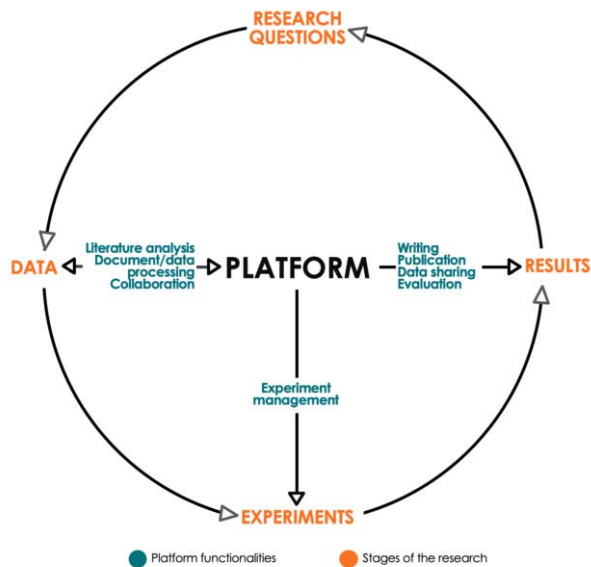 RESEARCH
QUESTIONS
Literature analysis
Document/data
processing
Collaboration
DATA
PLATFORM
Writing
Publication
Data sharing
Evaluation
RESULTS
Experiment
management
EXPERIMENTS
Platform functionalities
Stages of the research